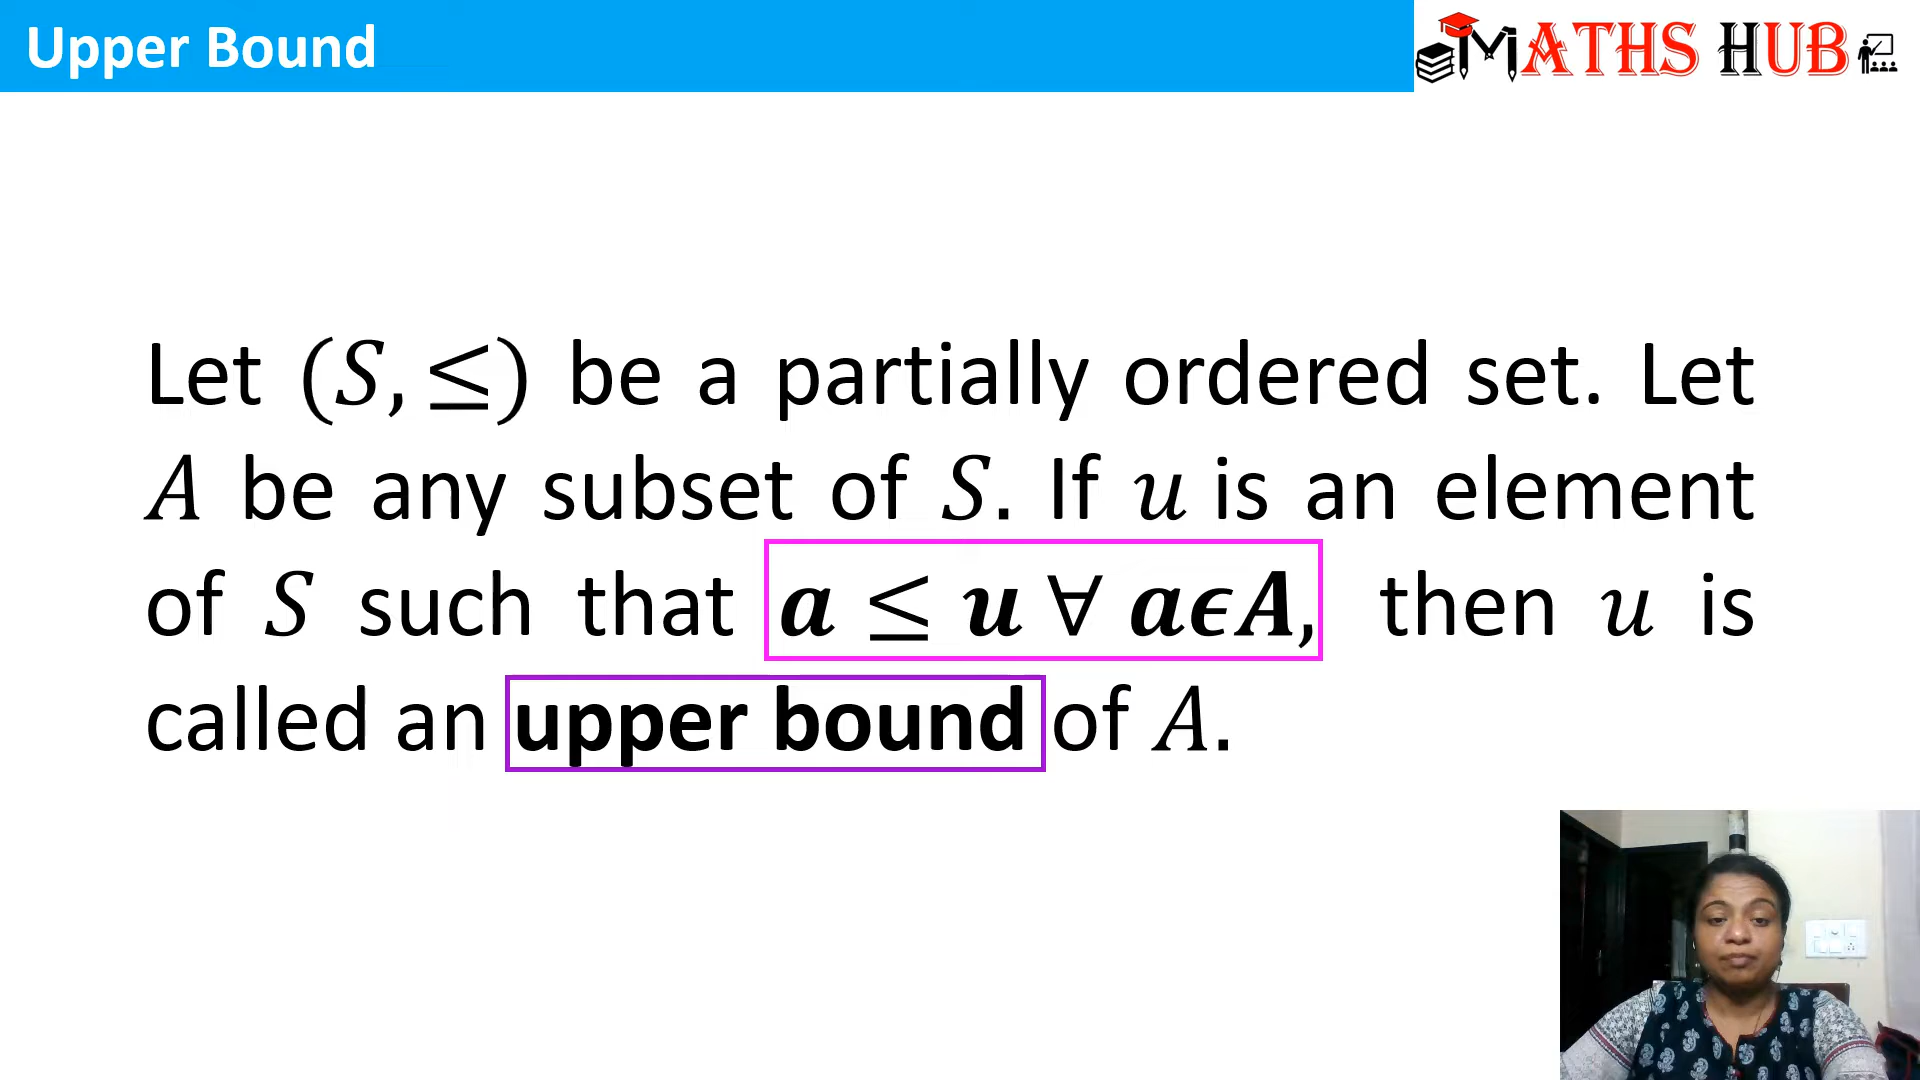 Upper Bound
MATHS HUB
Let (S, ≤) be a partially ordered set. Let
A be any subset of S. If u is an element
of S such that a ≤ u ∀ aϵA, then u is
called an upper bound of A.